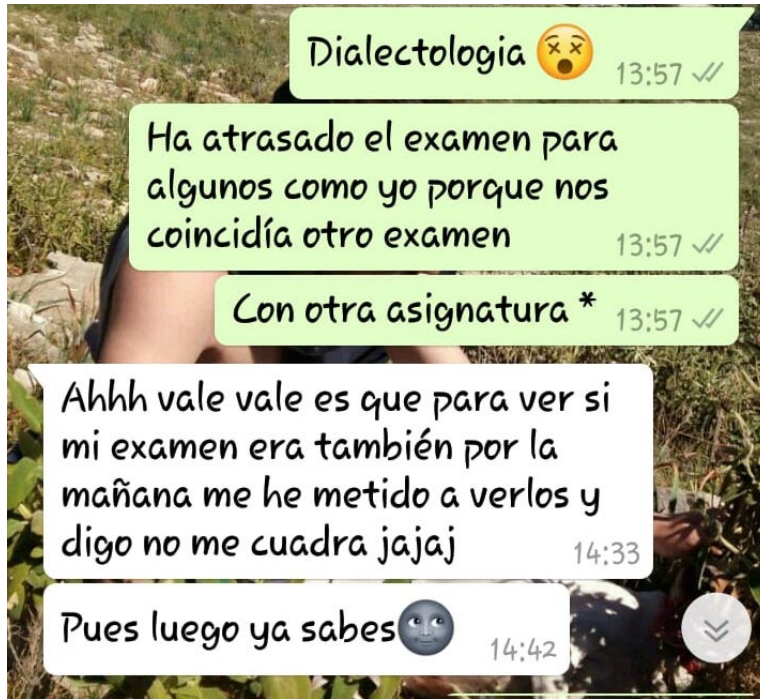 Dialectologia 😵
13:57
Ha atrasado el examen para
algunos como yo porque nos
coincidía otro examen
13:57
Con otra asignatura *
13:57
Ahhh vale vale es que para ver si
mi examen era también por la
mañana me he metido a verlos y
digo no me cuadra jajaj
14:33
Pues luego ya sabes🌚
14:42